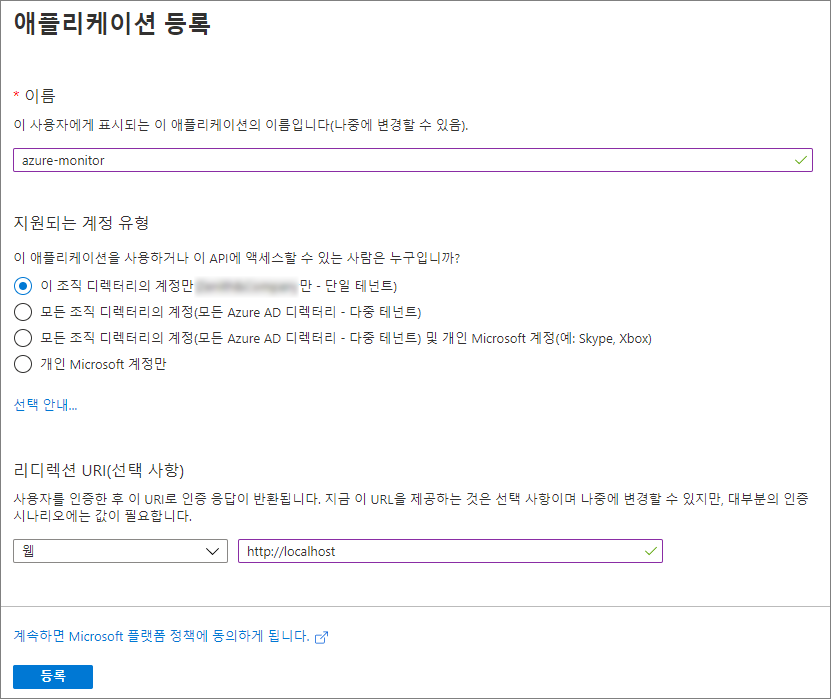 애플리케이션 등록
* 이름
이 사용자에게 표시되는 이 애플리케이션의 이름입니다(나중에 변경할 수 있음).
azure-monitor
지원되는 계정 유형
이 애플리케이션을 사용하거나 이 API에 액세스할 수 있는 사람은 누구입니까?
이 조직 디렉터리의 계정만 만 - 단일 테넌트)
모든 조직 디렉터리의 계정(모든 Azure AD 디렉터리 - 다중 테넌트)
모든 조직 디렉터리의 계정(모든 Azure AD 디렉터리 - 다중 테넌트) 및 개인 Microsoft 계정(예: Skype, Xbox)
개인 Microsoft 계정만
선택 안내...
리디렉션 URI(선택 사항)
사용자를 인증한 후 이 URI로 인증 응답이 반환됩니다. 지금 이 URL을 제공하는 것은 선택 사항이며 나중에 변경할 수 있지만, 대부분의 인증
시나리오에는 값이 필요합니다.
웹 http://localhost
계속하면 Microsoft 플랫폼 정책에 동의하게 됩니다.
등록